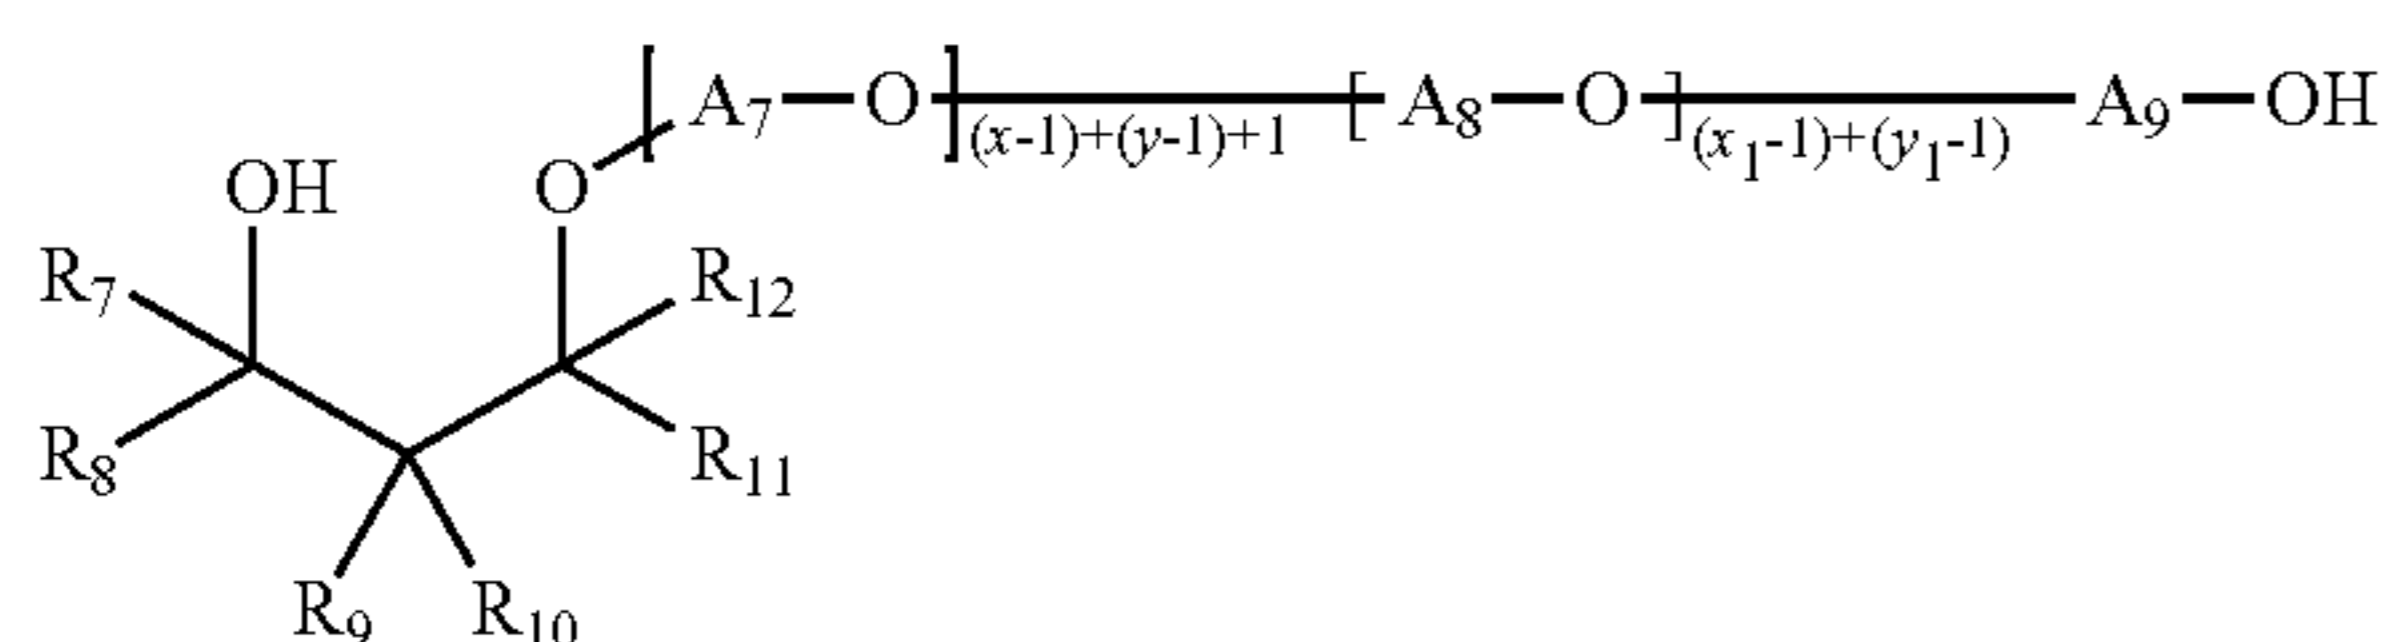 [A7—O](x-1)+(y-1)+1[A8—O](x1-1)+(y1-1)A9—OH
OH O
R7 R12
R8 R11
R9 R10